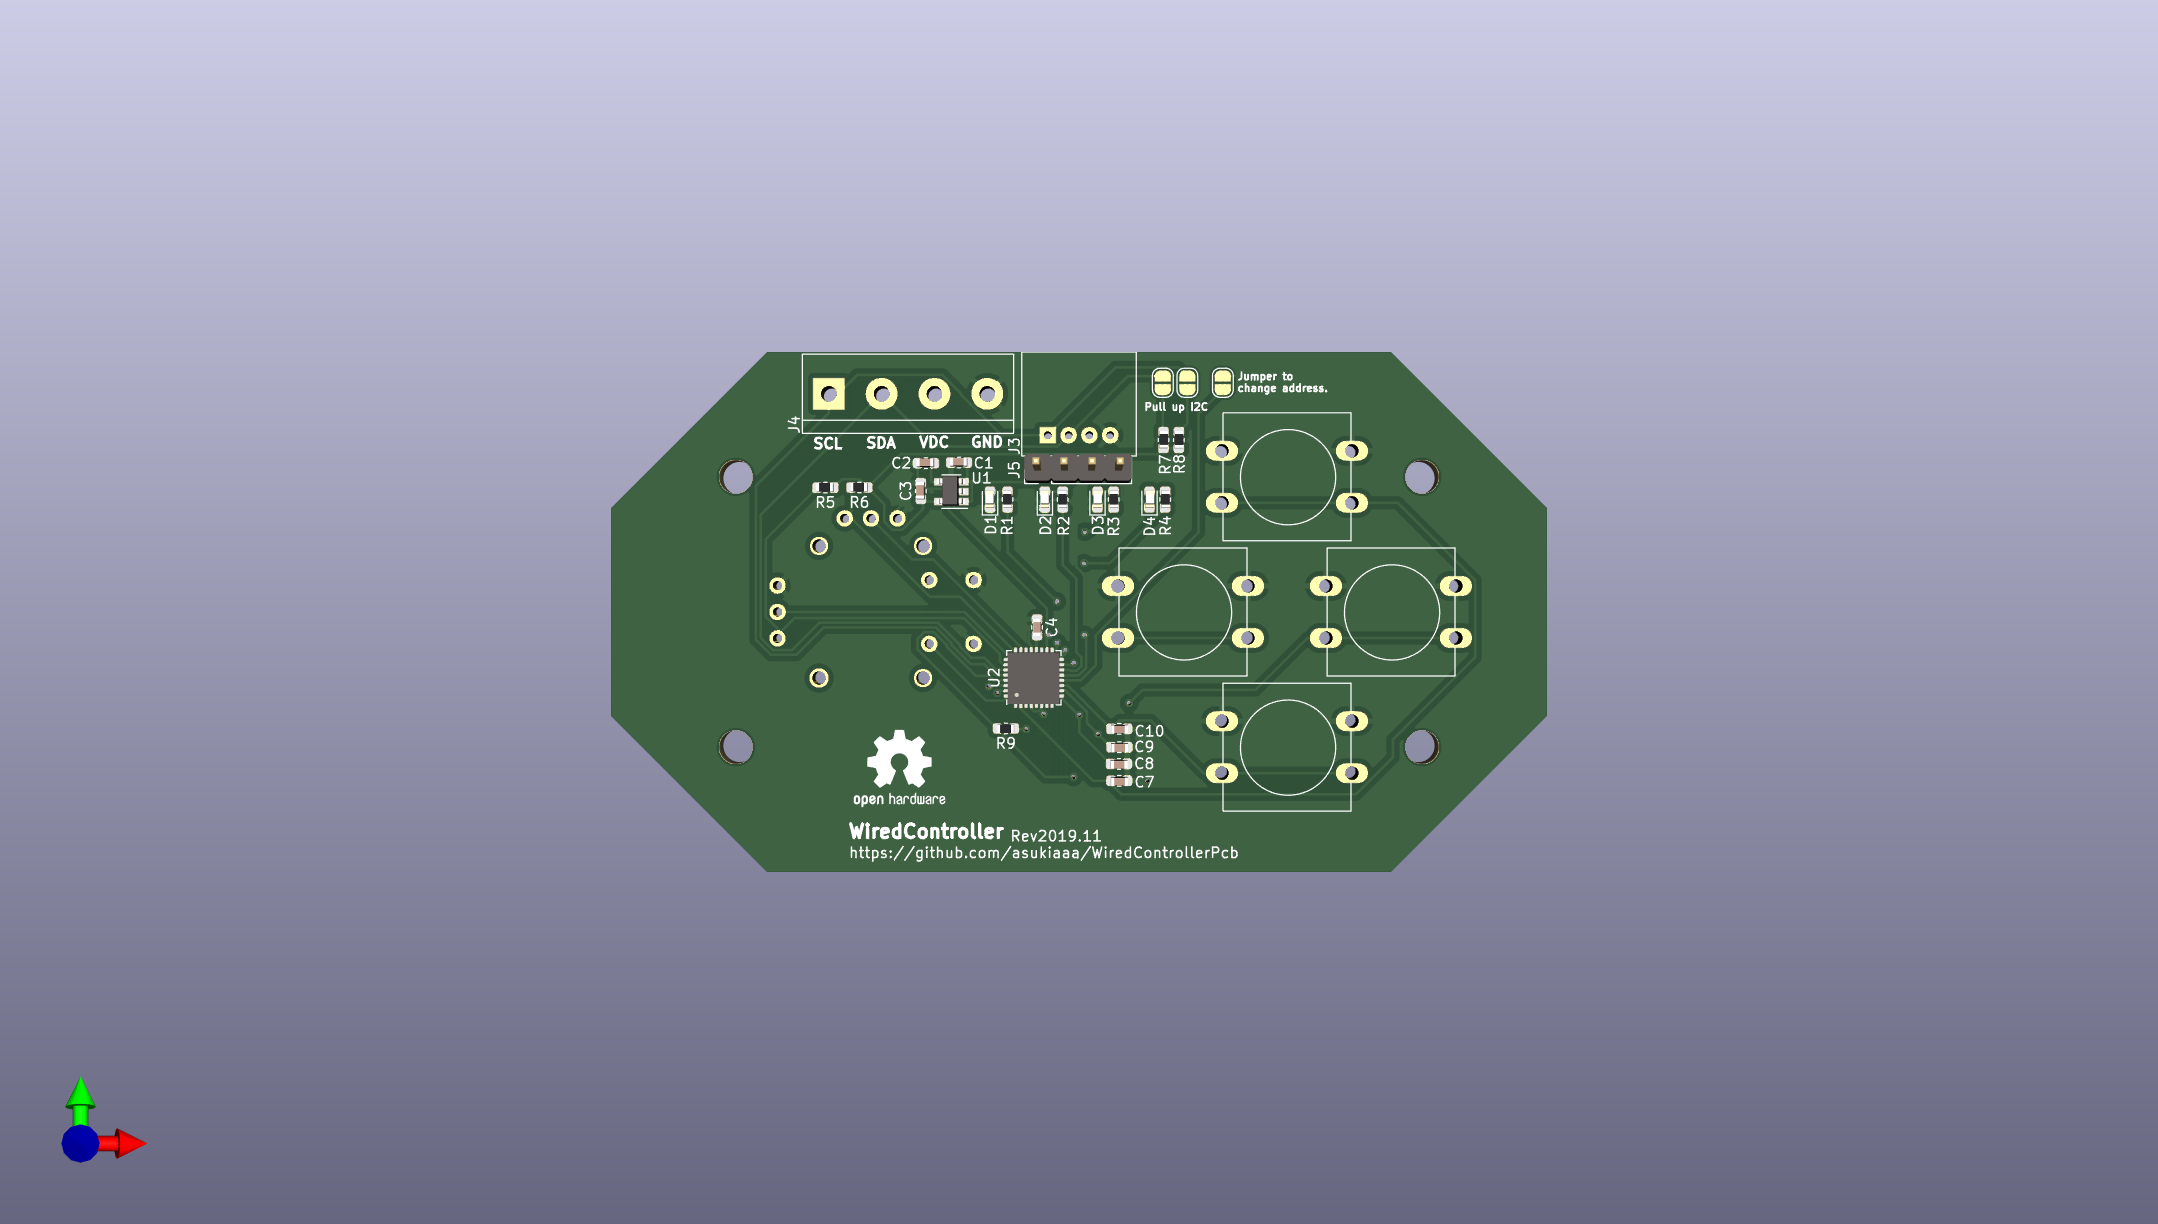 Jumper to
change address.
Pull up I2C
J4
SCL SDA VDC GND
J3
J5
C2 C1
U1
C3
R5 R6
R7 R8
D1 R1 D2 R2 D3 R3 D4 R4
C4
U2
R9
C10
C9
C8
C7
open hardware
WiredController Rev2019.11
https://github.com/asukiaaa/WiredControllerPcb